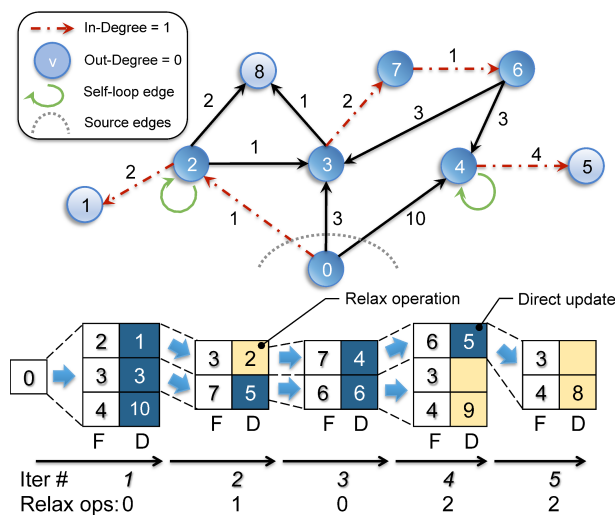 In-Degree = 1
v Out-Degree = 0
Self-loop edge
Source edges
8
7
1
6
2
1
2
3
3
2
1
3
4
4
5
2
1
1
3
10
0
Relax operation
Direct update
0
2 1
3 3
4 10
F D
3 2
7 5
F D
7 4
6 6
F D
6 5
3
4 9
F D
3
4 8
F D
Iter # 1 2 3 4 5
Relax ops: 0 1 0 2 2